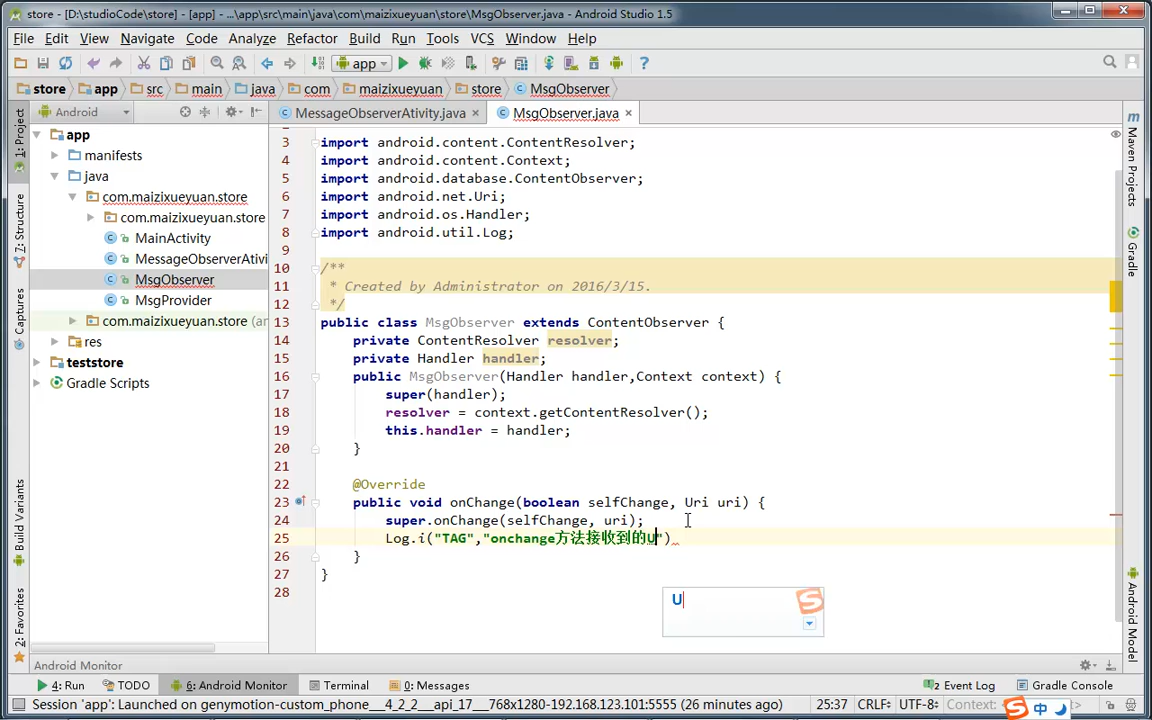 store - [D:\studioCode\store] - [app] - ...\app\src\main\java\com\maizixueyuan\store\MsgObserver.java - Android Studio 1.5
File Edit View Navigate Code Analyze Refactor Build Run Tools VCS Window Help
app
store app src main java com maizixueyuan store MsgObserver
Android
MessageObserverAtivity.java MsgObserver.java
app
manifests
java
com.maizixueyuan.store
com.maizixueyuan.store
MainActivity
MessageObserverAtivi
MsgObserver
MsgProvider
com.maizixueyuan.store (an
res
teststore
Gradle Scripts
1: Project
7: Structure
Captures
Build Variants
2: Favorites
Maven Projects
Gradle
Android Model
3 import android.content.ContentResolver;
4 import android.content.Context;
5 import android.database.ContentObserver;
6 import android.net.Uri;
7 import android.os.Handler;
8 import android.util.Log;
9
10 /**
11 * Created by Administrator on 2016/3/15.
12 */
13 public class MsgObserver extends ContentObserver {
14 private ContentResolver resolver;
15 private Handler handler;
16 public MsgObserver(Handler handler,Context context) {
17 super(handler);
18 resolver = context.getContentResolver();
19 this.handler = handler;
20 }
21
22 @Override
23 public void onChange(boolean selfChange, Uri uri) {
24 super.onChange(selfChange, uri);
25 Log.i("TAG","onchange方法接收到的U")
26 }
27 }
28
U
Android Monitor
4: Run TODO 6: Android Monitor Terminal 0: Messages 2 Event Log Gradle Console
Session 'app': Launched on genymotion-custom_phone__4_2_2__api_17__768x1280-192.168.123.101:5555 (26 minutes ago) 25:37 CRLF UTF-8 Context: 中